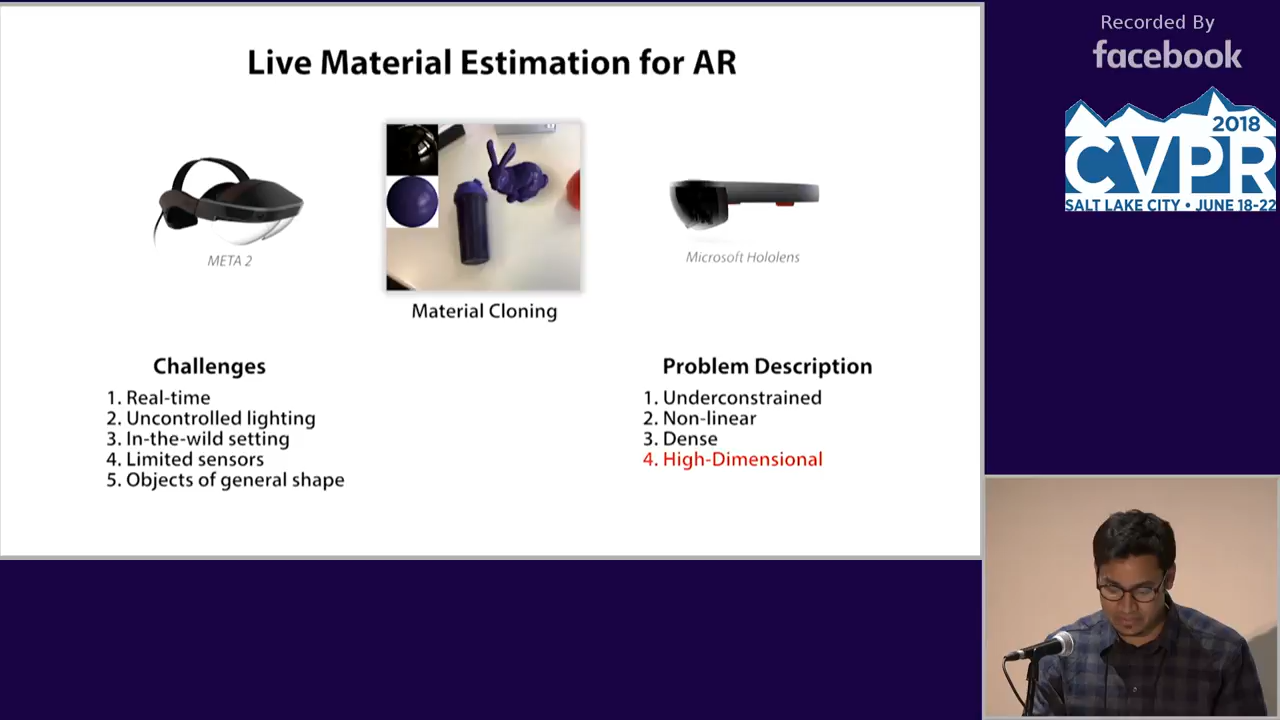 Live Material Estimation for AR
META 2
Material Cloning
Microsoft Hololens
Challenges
1. Real-time
2. Uncontrolled lighting
3. In-the-wild setting
4. Limited sensors
5. Objects of general shape
Problem Description
1. Underconstrained
2. Non-linear
3. Dense
4. High-Dimensional
Recorded By
facebook
2018
CVPR
SALT LAKE CITY • JUNE 18-22